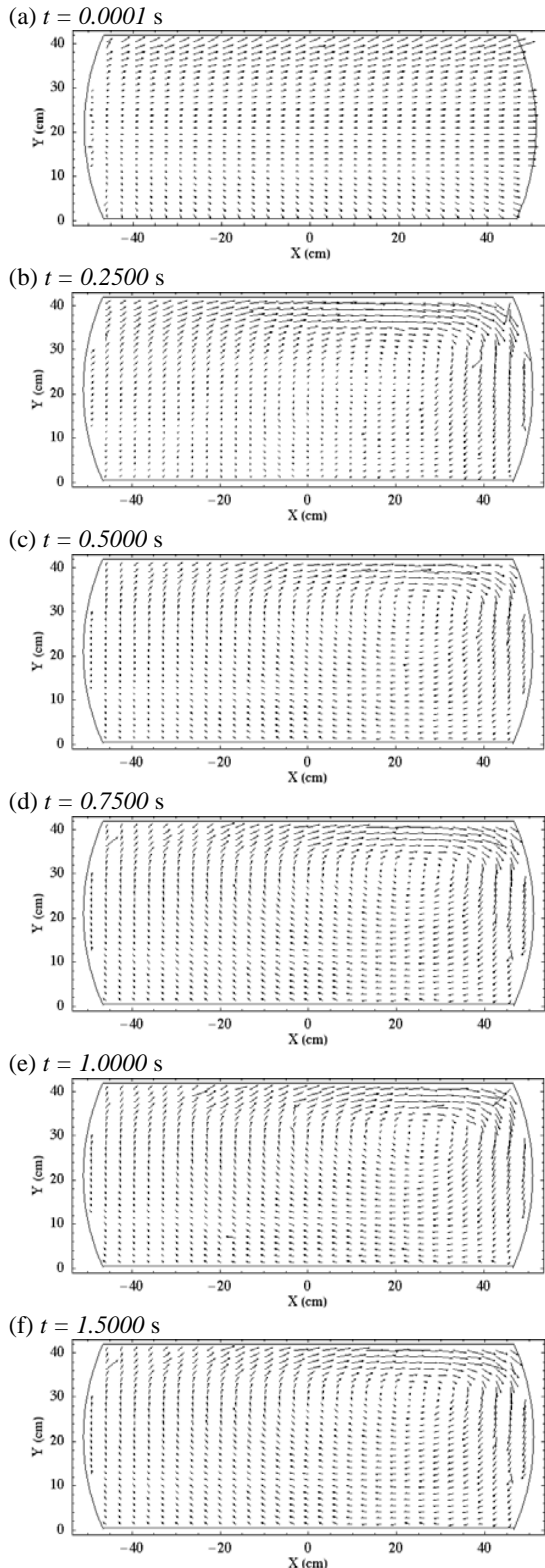 (a) t = 0.0001 s
40
30
20
10
0
Y (cm)
−40 −20 0 20 40
X (cm)
(b) t = 0.2500 s
40
30
20
10
0
Y (cm)
−40 −20 0 20 40
X (cm)
(c) t = 0.5000 s
40
30
20
10
0
Y (cm)
−40 −20 0 20 40
X (cm)
(d) t = 0.7500 s
40
30
20
10
0
Y (cm)
−40 −20 0 20 40
X (cm)
(e) t = 1.0000 s
40
30
20
10
0
Y (cm)
−40 −20 0 20 40
X (cm)
(f) t = 1.5000 s
40
30
20
10
0
Y (cm)
−40 −20 0 20 40
X (cm)